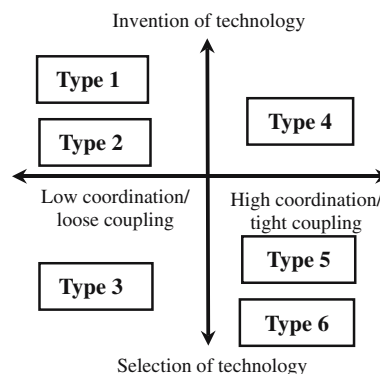 Invention of technology
Type 1
Type 2
Type 4
Low coordination/
loose coupling
High coordination/
tight coupling
Type 3
Type 5
Type 6
Selection of technology